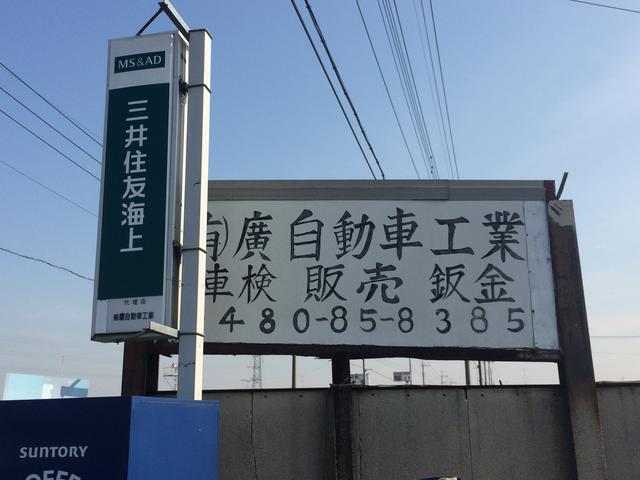 MS&AD
三井住友海上
代理店
㈲廣自動車工業
有)廣自動車工業
車検 販売 鈑金
480-85-8385
SUNTORY